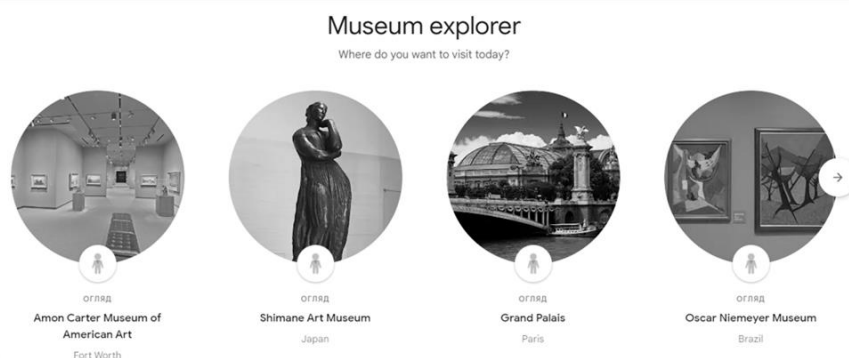 Museum explorer
Where do you want to visit today?
огляд
Amon Carter Museum of
American Art
Fort Worth
огляд
Shimane Art Museum
Japan
огляд
Grand Palais
Paris
огляд
Oscar Niemeyer Museum
Brazil